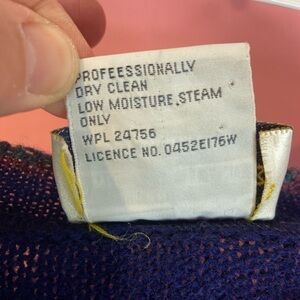 PROFEESSIONALLY
DRY CLEAN
LOW MOISTURE,STEAM
ONLY
WPL 24756
LICENCE NO. 0452E176W